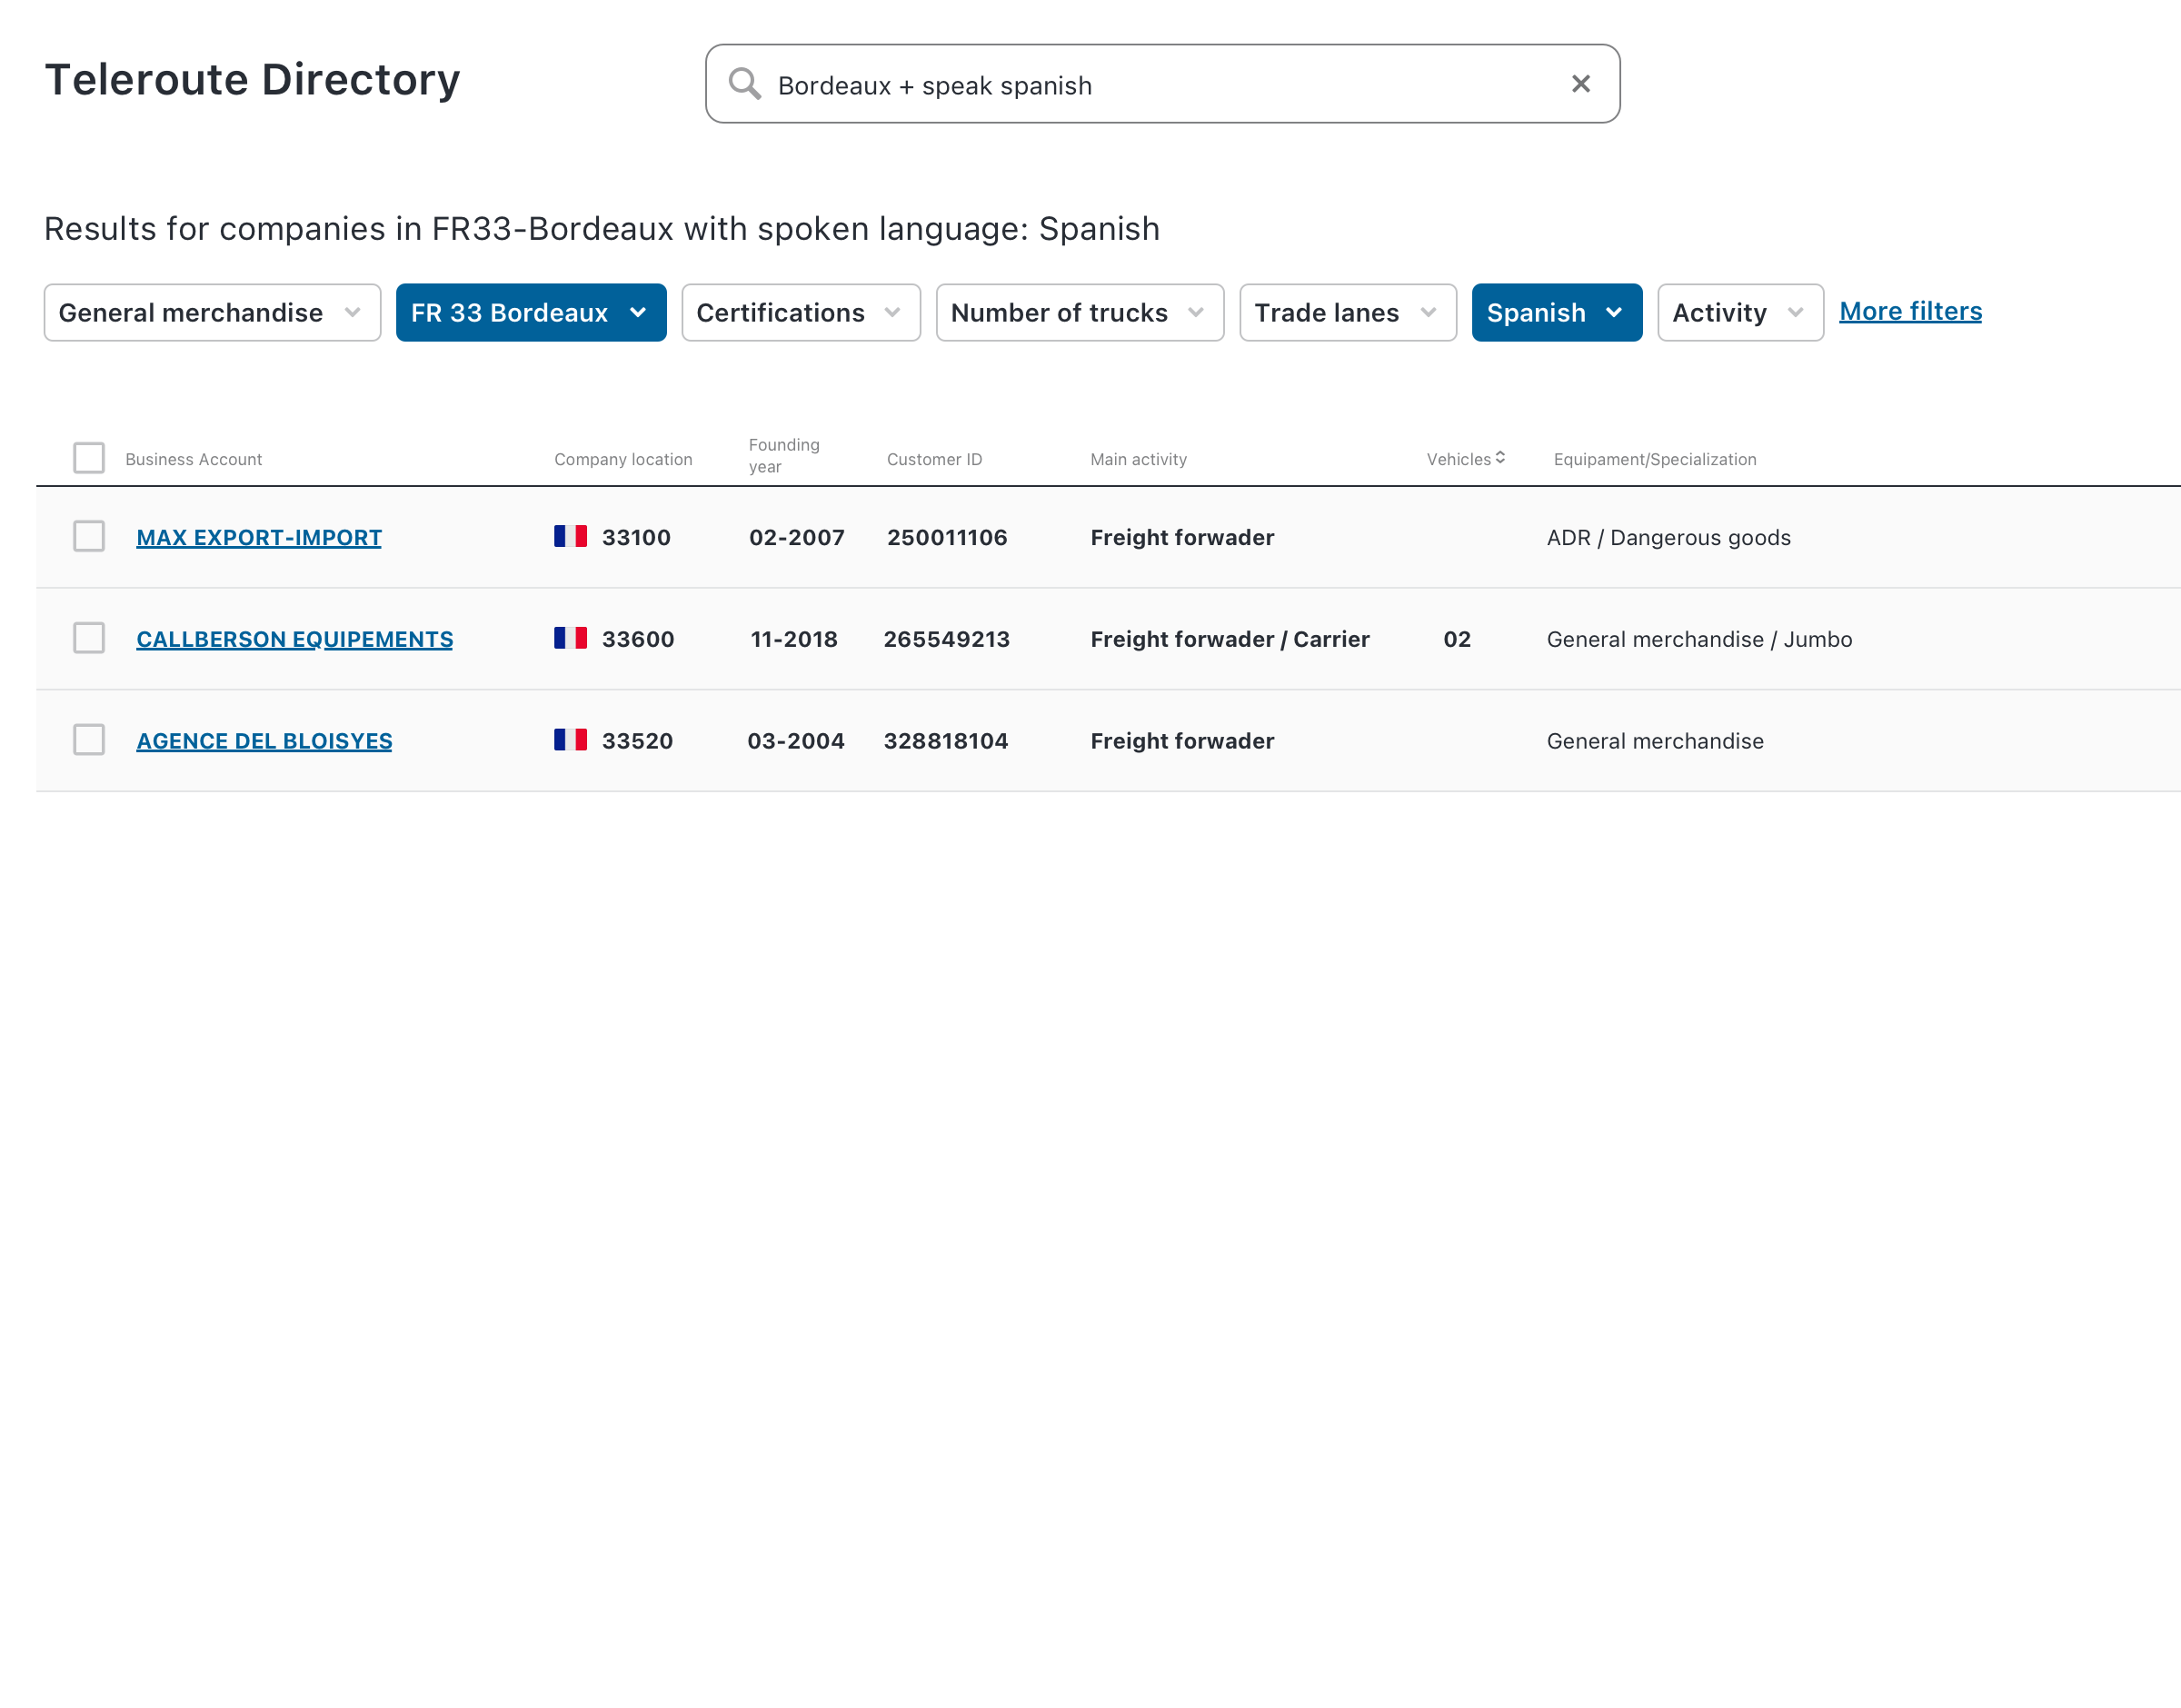 Teleroute Directory
Bordeaux + speak spanish
Results for companies in FR33-Bordeaux with spoken language: Spanish
General merchandise FR 33 Bordeaux Certifications Number of trucks Trade lanes Spanish Activity More filters
Business Account Company location Founding year Customer ID Main activity Vehicles Equipament/Specialization
MAX EXPORT-IMPORT 33100 02-2007 250011106 Freight forwader ADR / Dangerous goods
CALLBERSON EQUIPEMENTS 33600 11-2018 265549213 Freight forwader / Carrier 02 General merchandise / Jumbo
AGENCE DEL BLOISYES 33520 03-2004 328818104 Freight forwader General merchandise